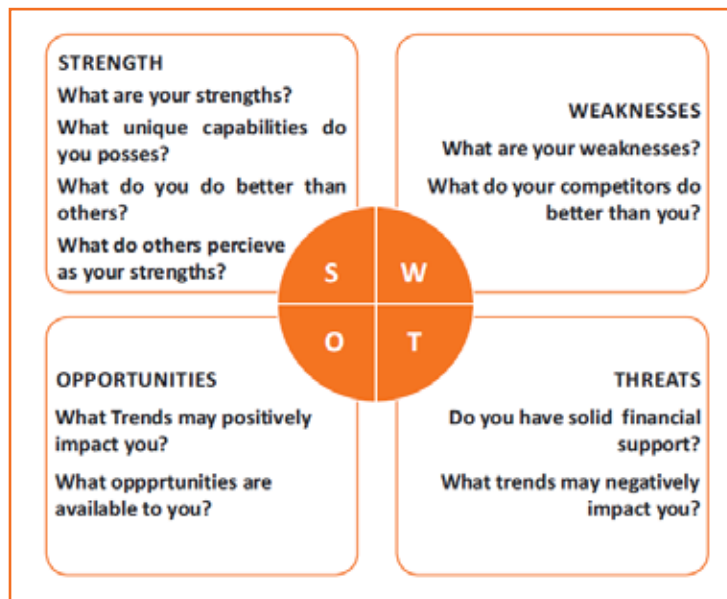 STRENGTH
What are your strengths?
What unique capabilities do
you posses?
What do you do better than
others?
What do others percieve
as your strengths?
WEAKNESSES
What are your weaknesses?
What do your competitors do
better than you?
S
W
O
T
OPPORTUNITIES
What Trends may positively
impact you?
What oppprtunities are
available to you?
THREATS
Do you have solid financial
support?
What trends may negatively
impact you?